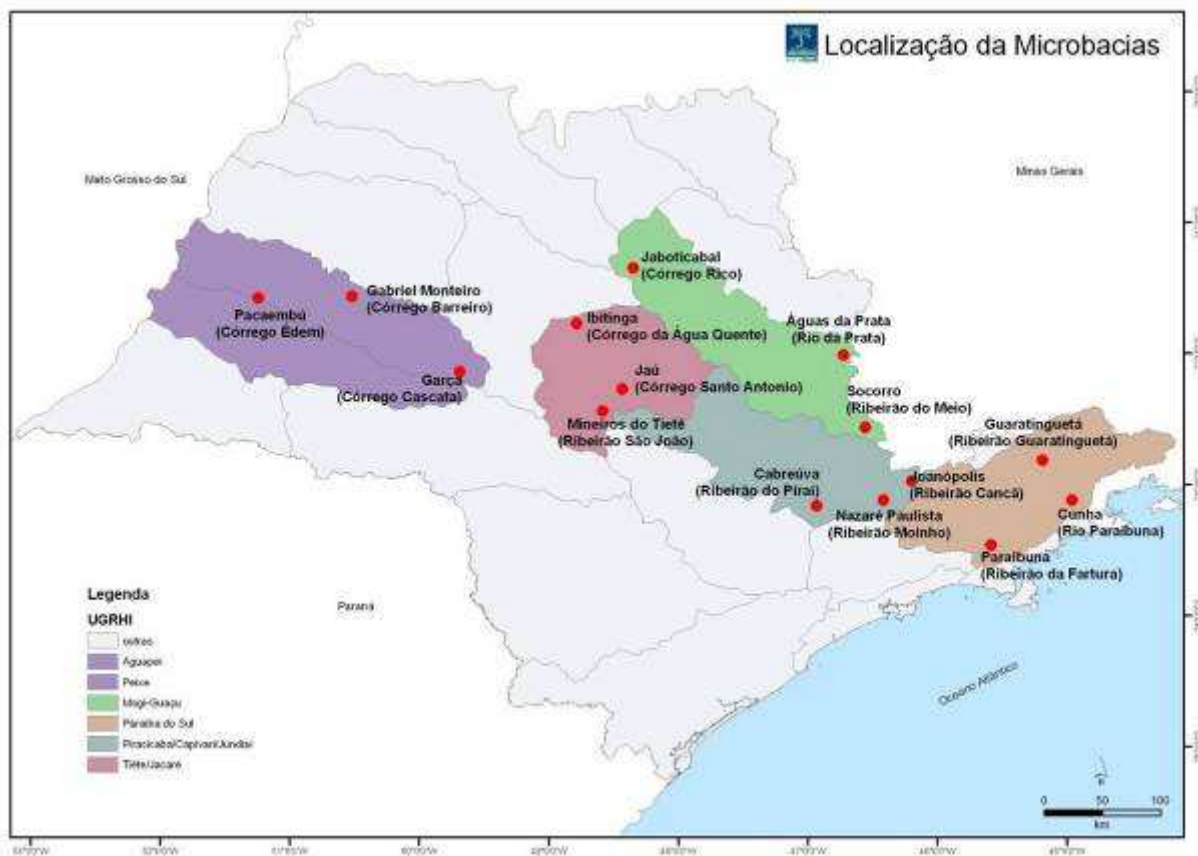 Localização da Microbacias
Mato Grosso do Sul
Minas Gerais
Jaboticabal
(Córrego Rico)
Gabriel Monteiro
(Córrego Barreiro)
Pacaembú
(Córrego Édem)
Ibitinga
(Córrego da Água Quente)
Águas da Prata
(Rio da Prata)
Garça
(Córrego Cascata)
Jaú
(Córrego Santo Antonio)
Socorro
(Ribeirão do Meio)
Mineiros do Tietê
(Ribeirão São João)
Guaratinguetá
(Ribeirão Guaratinguetá)
Cabreúva
(Ribeirão do Piraí)
Joanópolis
(Ribeirão Cancã)
Nazaré Paulista
(Ribeirão Moinho)
Cunha
(Rio Paraibuna)
Paraibuna
(Ribeirão da Fartura)
Paraná
Oceano Atlântico
Legenda
UGRHI
outras
Aguapeí
Peixe
Mogi-Guaçu
Paraíba do Sul
Piracicaba/Capivari/Jundiaí
Tiête/Jacaré
0 50 100
km